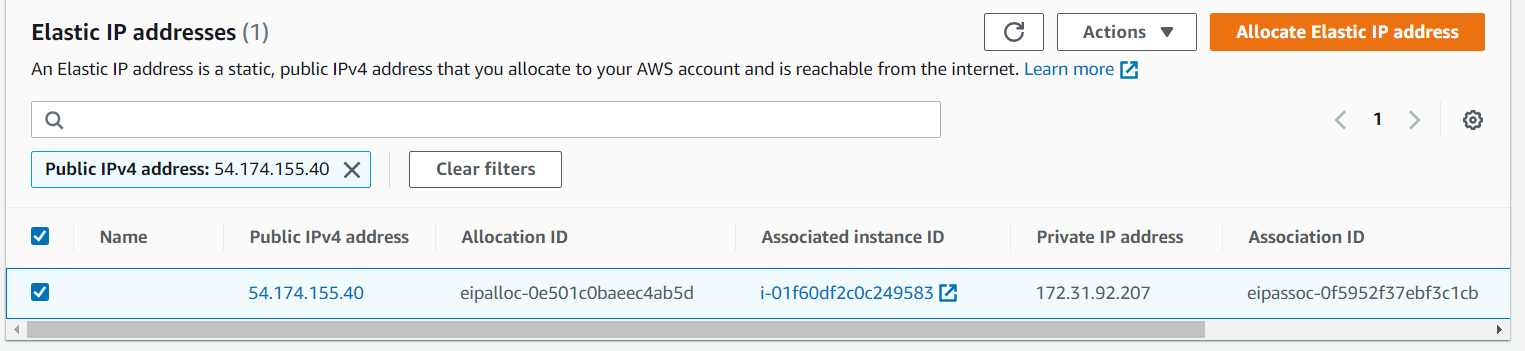 Elastic IP addresses (1)
Actions
Allocate Elastic IP address
An Elastic IP address is a static, public IPv4 address that you allocate to your AWS account and is reachable from the internet. Learn more
1
Public IPv4 address: 54.174.155.40
Clear filters
Name Public IPv4 address Allocation ID Associated instance ID Private IP address Association ID
54.174.155.40 eipalloc-0e501c0baeec4ab5d i-01f60df2c0c249583 172.31.92.207 eipassoc-0f5952f37ebf3c1cb